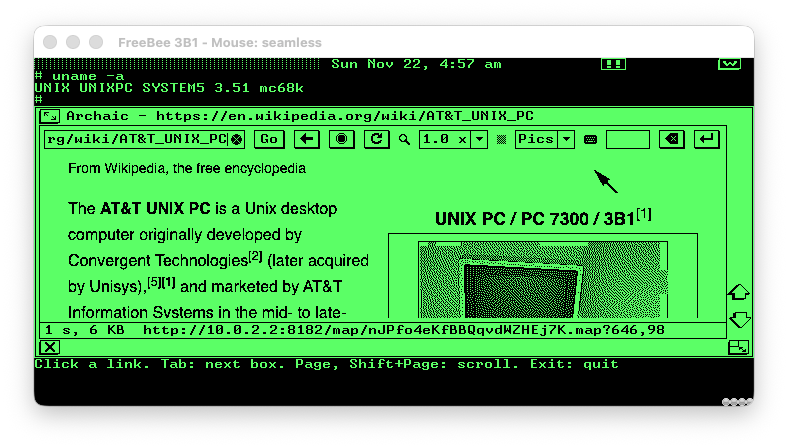 FreeBee 3B1 - Mouse: seamless
Sun Nov 22, 4:57 am !! W
# uname -a
UNIX UNIXPC SYSTEM5 3.51 mc68k
#
Archaic - https://en.wikipedia.org/wiki/AT&T_UNIX_PC
rg/wiki/AT&T_UNIX_PC Go 1.0 x Pics
From Wikipedia, the free encyclopedia
The AT&T UNIX PC is a Unix desktop
computer originally developed by
Convergent Technologies[2] (later acquired
by Unisys),[5][1] and marketed by AT&T
Information Systems in the mid- to late-
UNIX PC / PC 7300 / 3B1[1]
1 s, 6 KB http://10.0.2.2:8182/map/nJPfo4eKfBBQqvdWZHEj7K.map?646,98
Click a link. Tab: next box. Page, Shift+Page: scroll. Exit: quit